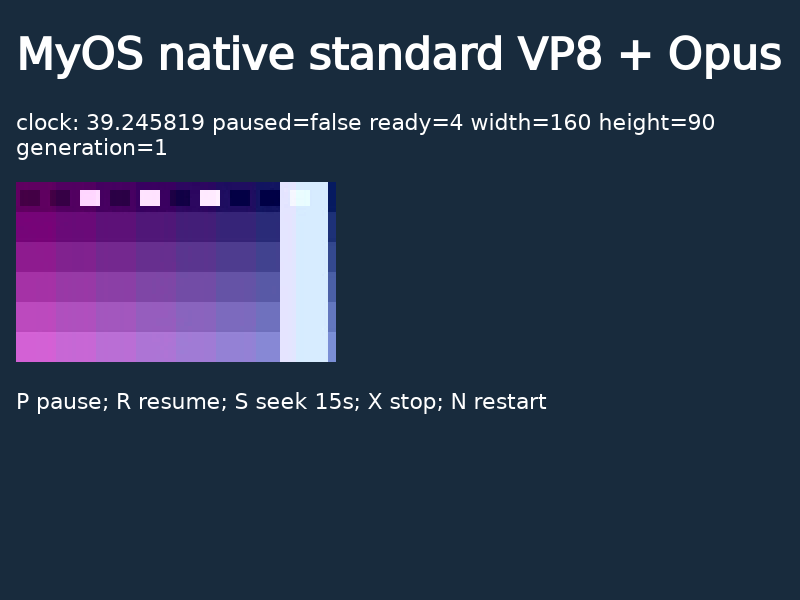 MyOS native standard VP8 + Opus
clock: 39.245819 paused=false ready=4 width=160 height=90
generation=1
P pause; R resume; S seek 15s; X stop; N restart